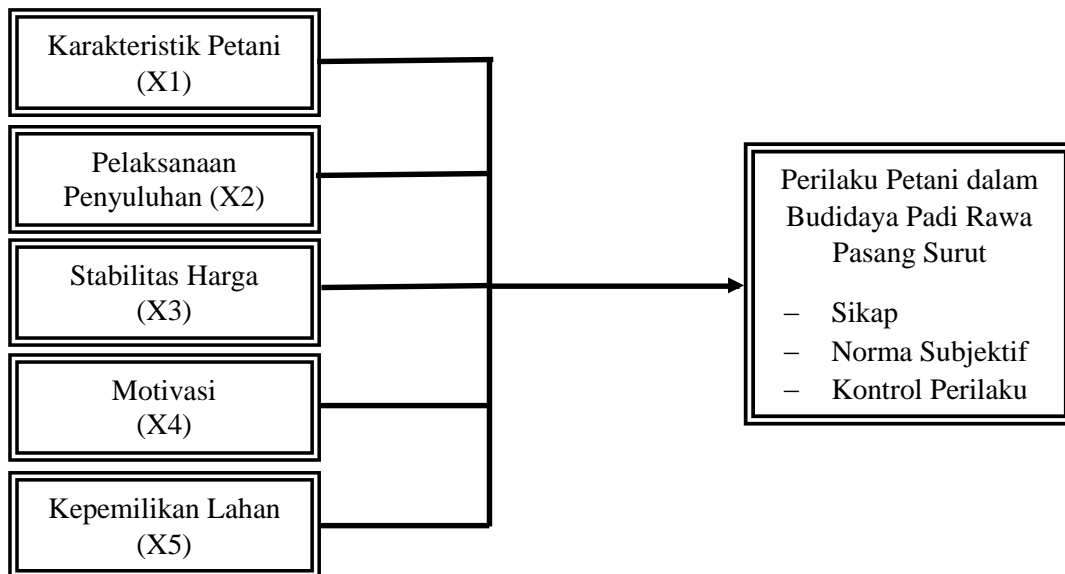 Karakteristik Petani
(X1)
Pelaksanaan
Penyuluhan (X2)
Stabilitas Harga
(X3)
Motivasi
(X4)
Kepemilikan Lahan
(X5)
Perilaku Petani dalam
Budidaya Padi Rawa
Pasang Surut
– Sikap
– Norma Subjektif
– Kontrol Perilaku